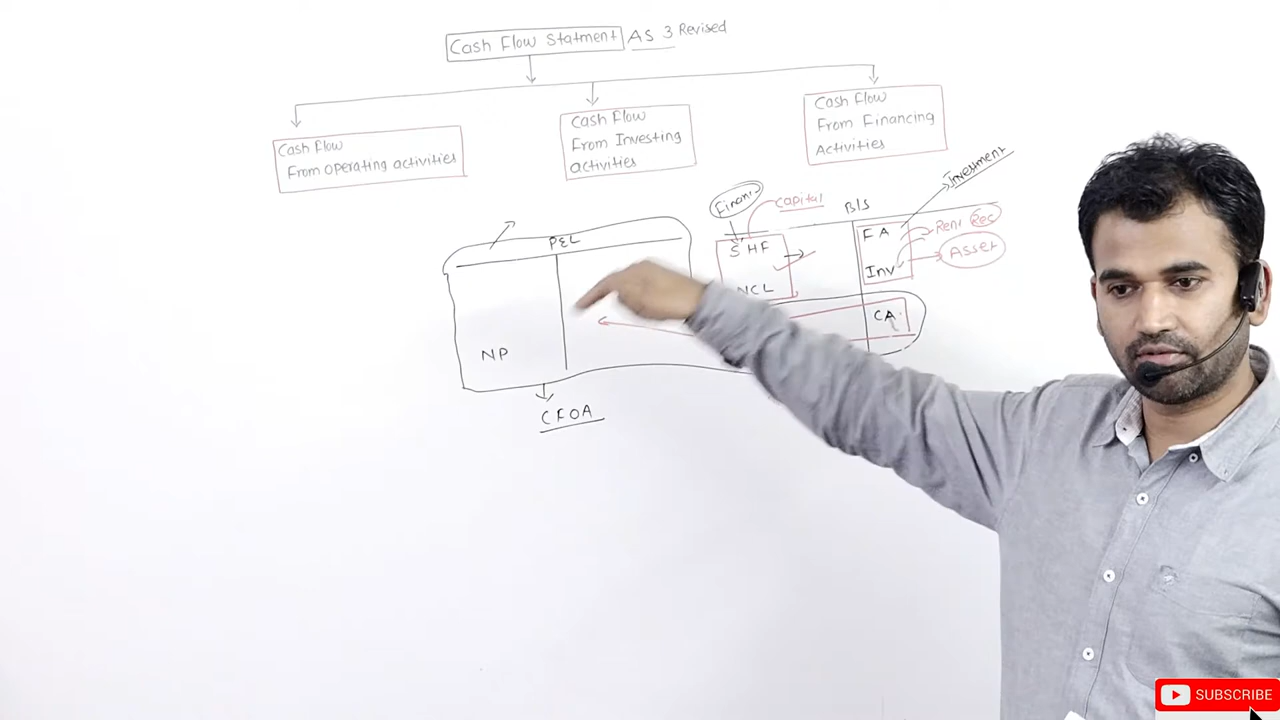 Cash Flow Statment AS 3 Revised
Cash Flow
From operating activities
Cash Flow
From Investing
activities
Cash Flow
From Financing
Activities
Investment
capital
B/S
P&L
SHF
NCL
FA
Inv
Rent Rec
Asset
CA
NP
CFOA
SUBSCRIBE